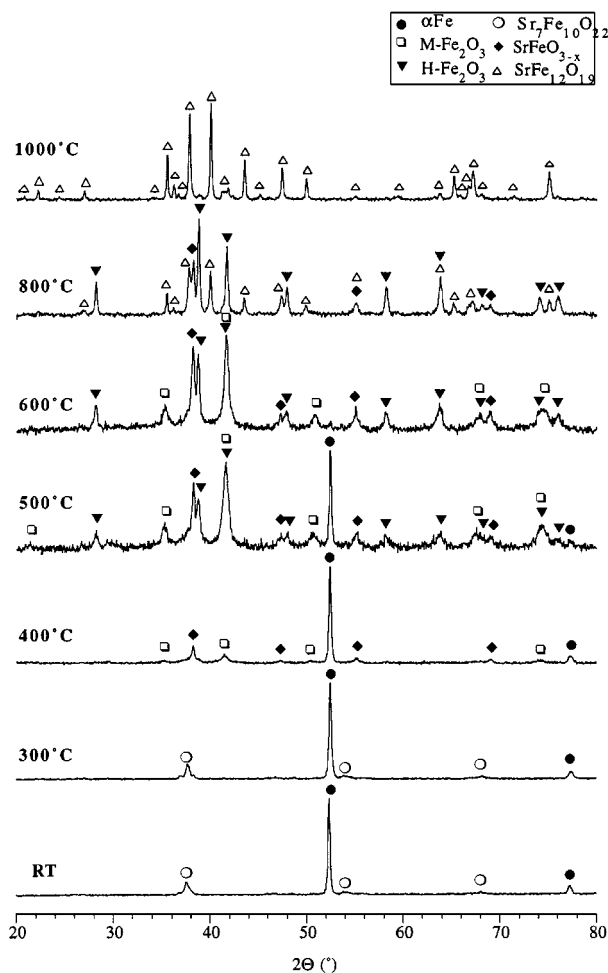 αFe
Sr7Fe10O22
M-Fe2O3
SrFeO3-x
H-Fe2O3
SrFe12O19
1000°C
800°C
600°C
500°C
400°C
300°C
RT
20 30 40 50 60 70 80
2Θ (°)